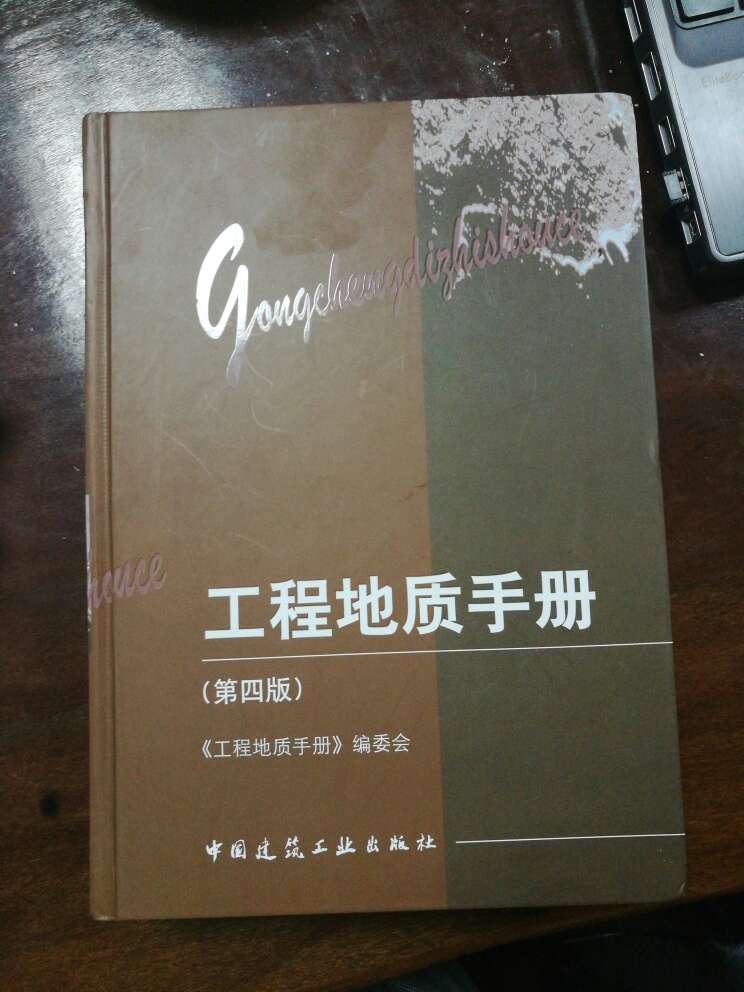 Gongchengdizhishouce
houce
工程地质手册
（第四版）
《工程地质手册》编委会
中国建筑工业出版社